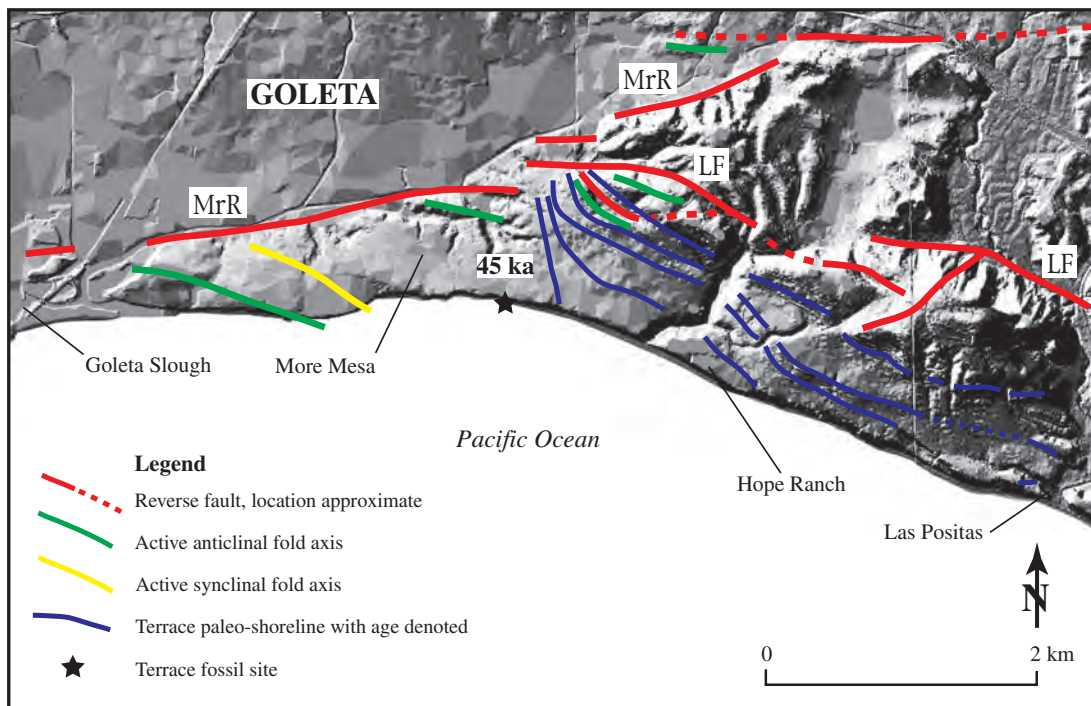 GOLETA
MrR
LF
MrR
45 ka
LF
Goleta Slough
More Mesa
Pacific Ocean
Hope Ranch
Las Positas
Legend
Reverse fault, location approximate
Active anticlinal fold axis
Active synclinal fold axis
Terrace paleo-shoreline with age denoted
Terrace fossil site
N
0 2 km